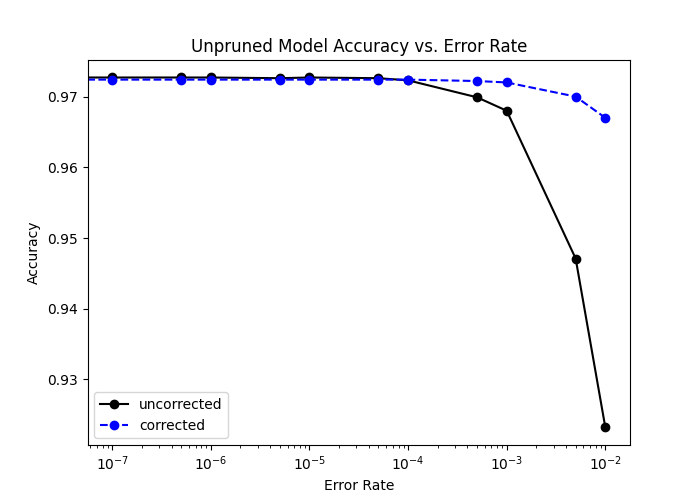 Unpruned Model Accuracy vs. Error Rate
Accuracy
0.97
0.96
0.95
0.94
0.93
uncorrected
corrected
10⁻⁷ 10⁻⁶ 10⁻⁵ 10⁻⁴ 10⁻³ 10⁻²
Error Rate